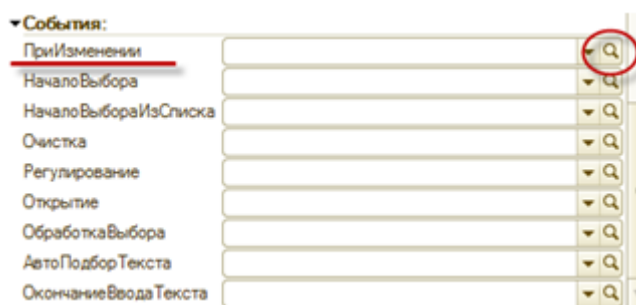 События:
ПриИзменении
НачалоВыбора
НачалоВыбораИзСписка
Очистка
Регулирование
Открытие
ОбработкаВыбора
АвтоПодборТекста
ОкончаниеВводаТекста